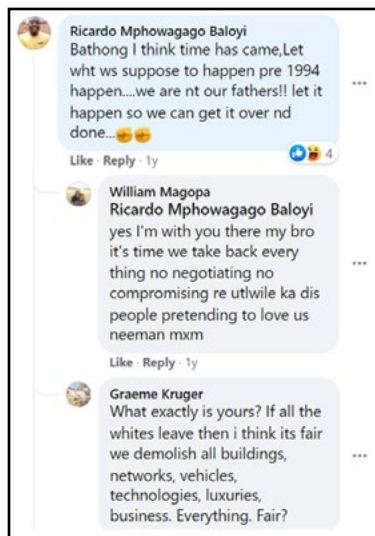 Ricardo Mphowagago Baloyi
Bathong I think time has came,Let
wht ws suppose to happen pre 1994
happen....we are nt our fathers!! let it
happen so we can get it over nd
done...✊✊
4
Like · Reply · 1y
William Magopa
Ricardo Mphowagago Baloyi
yes I'm with you there my bro
it's time we take back every
thing no negotiating no
compromising re utlwile ka dis
people pretending to love us
neeman mxm
Like · Reply · 1y
Graeme Kruger
What exactly is yours? If all the
whites leave then i think its fair
we demolish all buildings,
networks, vehicles,
technologies, luxuries,
business. Everything. Fair?